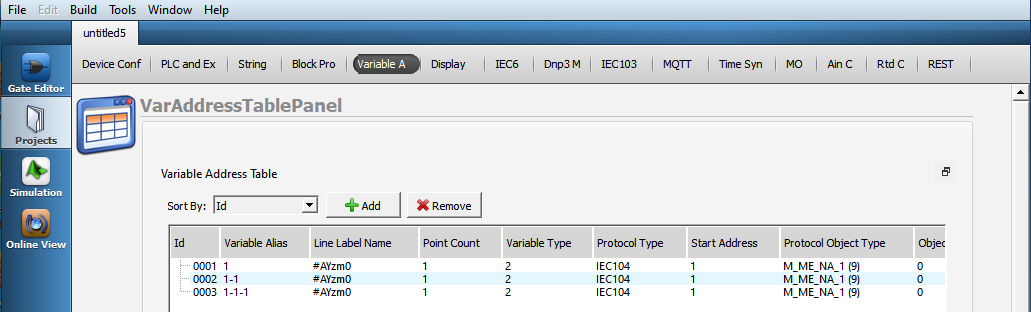 File Edit Build Tools Window Help
untitled5
Device Conf PLC and Ex String Block Pro Variable A Display IEC6 Dnp3 M IEC103 MQTT Time Syn MO Ain C Rtd C REST
Gate Editor
Projects
Simulation
Online View
VarAddressTablePanel
Variable Address Table
Sort By: Id Add Remove
Id Variable Alias Line Label Name Point Count Variable Type Protocol Type Start Address Protocol Object Type Objec
0001 1 #AYzm0 1 2 IEC104 1 M_ME_NA_1 (9) 0
0002 1-1 #AYzm0 1 2 IEC104 1 M_ME_NA_1 (9) 0
0003 1-1-1 #AYzm0 1 2 IEC104 1 M_ME_NA_1 (9) 0